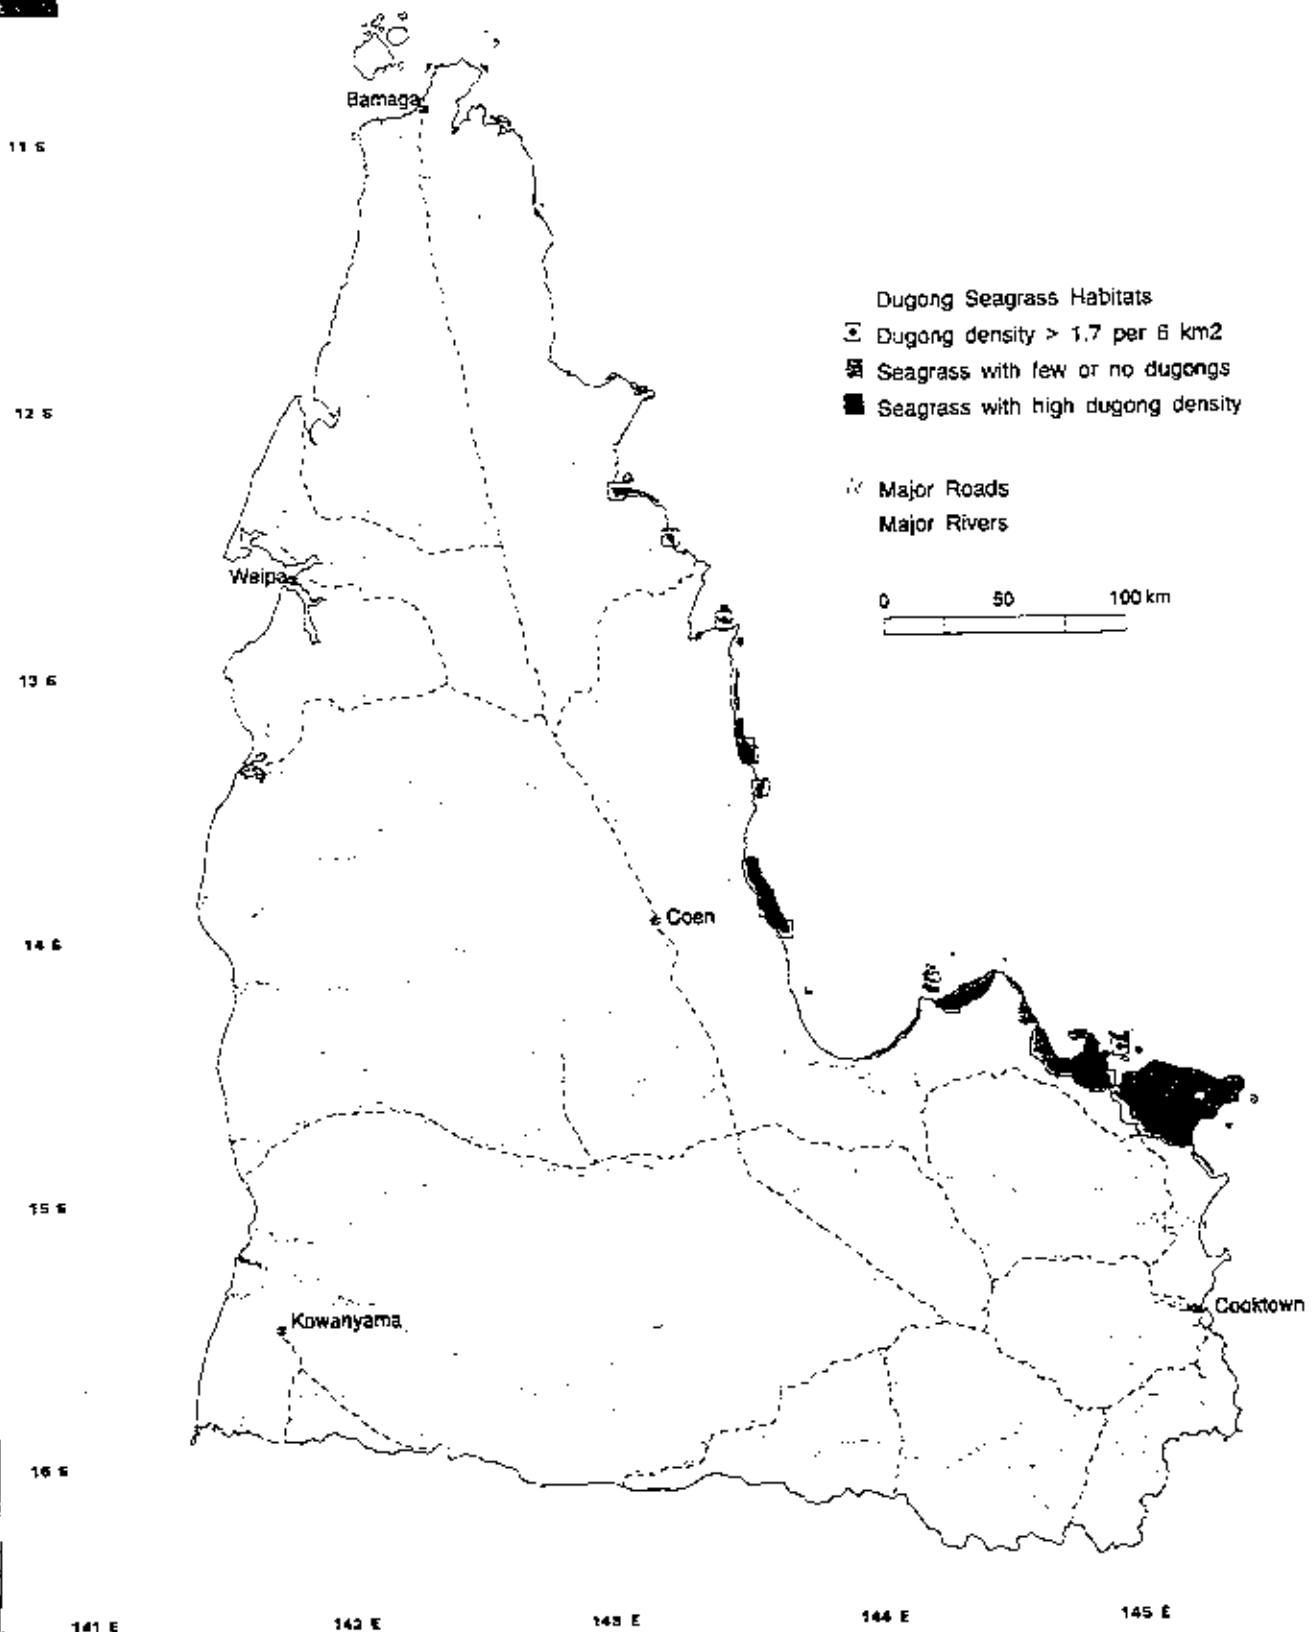 Bamaga
11 S
Dugong Seagrass Habitats
Dugong density > 1.7 per 6 km2
Seagrass with few or no dugongs
12 S
Seagrass with high dugong density
Major Roads
Major Rivers
Weipa
0 50 100 km
13 S
Coen
14 S
15 S
Cooktown
Kowanyama
16 S
141 E 142 E 143 E 144 E 145 E